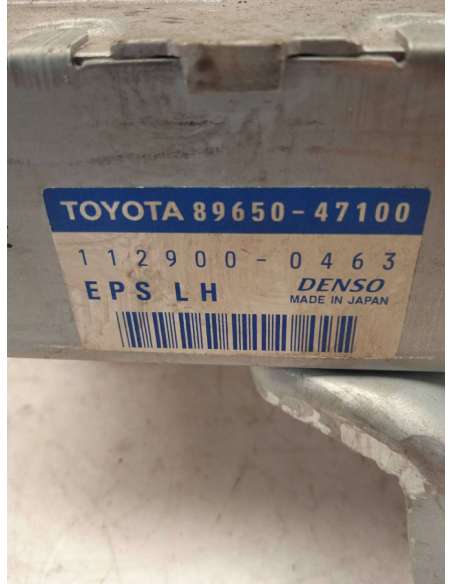 TOYOTA 89650-47100
112900-0463
EPS LH DENSO
MADE IN JAPAN